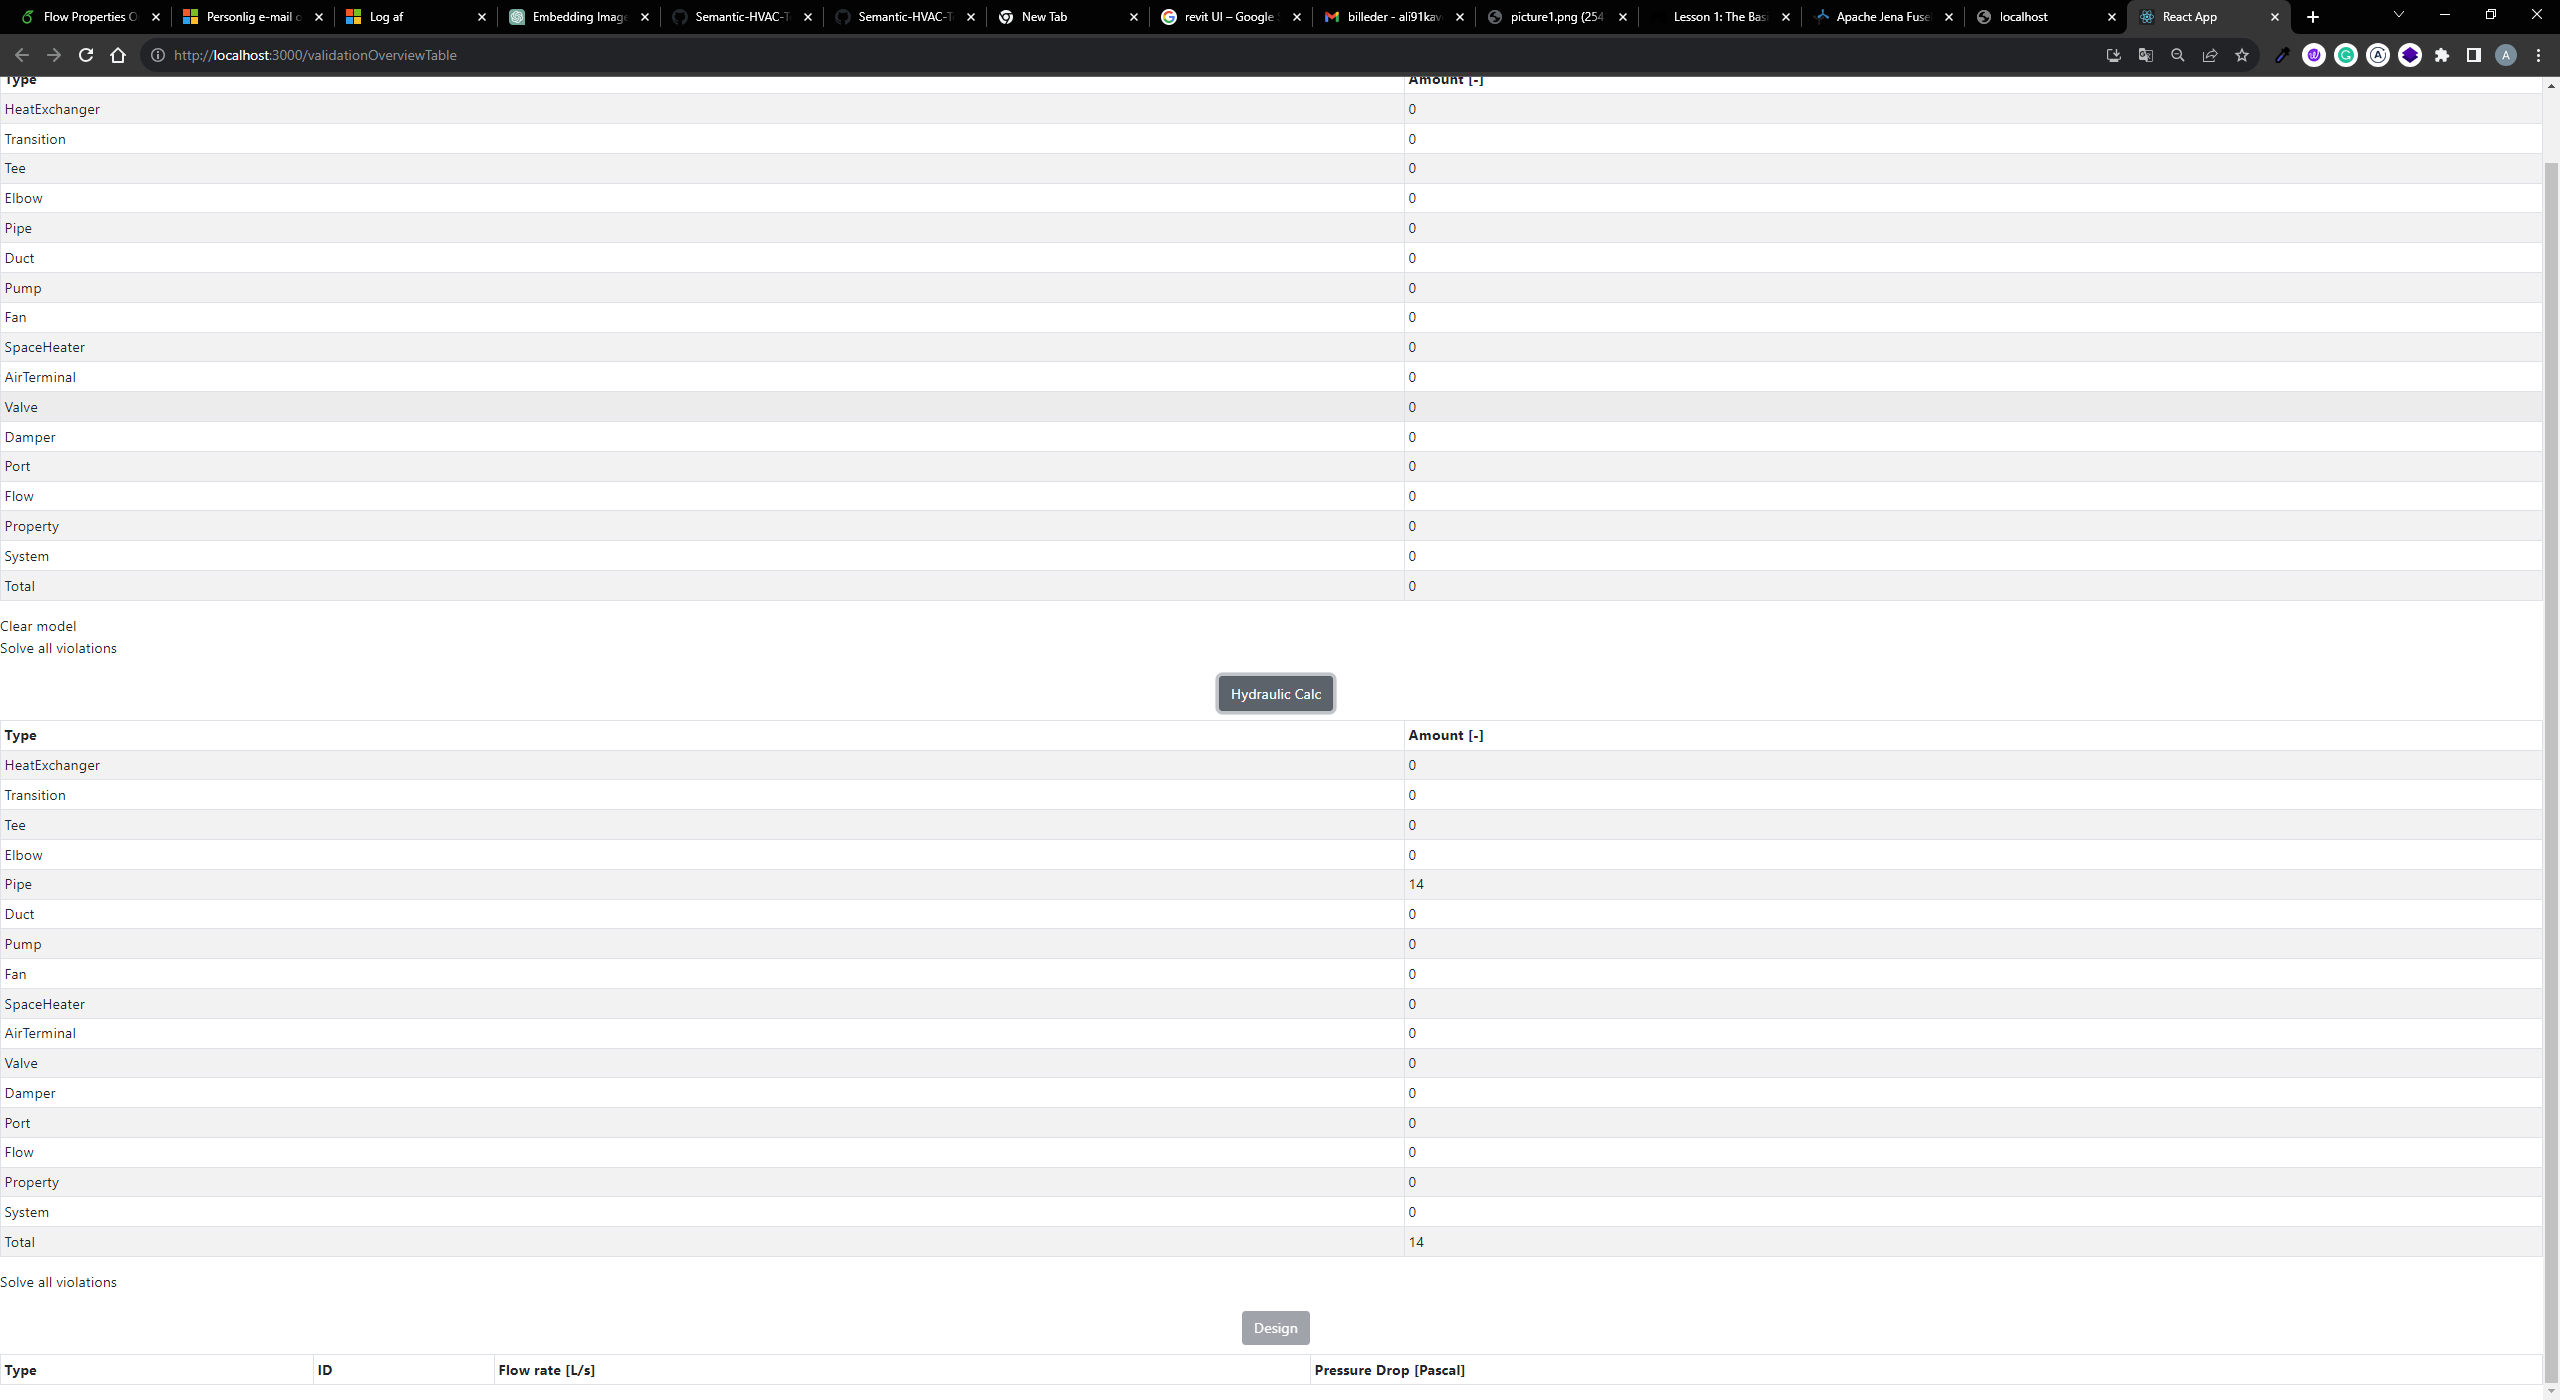 Flow Properties O
Personlig e-mail o
Log af
Embedding Image
Semantic-HVAC-T
Semantic-HVAC-T
New Tab
revit UI – Google
billeder - ali91kav
picture1.png (254
Lesson 1: The Basi
Apache Jena Fuse
localhost
React App
http://localhost:3000/validationOverviewTable
A
Type Amount [-]
HeatExchanger 0
Transition 0
Tee 0
Elbow 0
Pipe 0
Duct 0
Pump 0
Fan 0
SpaceHeater 0
AirTerminal 0
Valve 0
Damper 0
Port 0
Flow 0
Property 0
System 0
Total 0
Clear model
Solve all violations
Hydraulic Calc
Type Amount [-]
HeatExchanger 0
Transition 0
Tee 0
Elbow 0
Pipe 14
Duct 0
Pump 0
Fan 0
SpaceHeater 0
AirTerminal 0
Valve 0
Damper 0
Port 0
Flow 0
Property 0
System 0
Total 14
Solve all violations
Design
Type ID Flow rate [L/s] Pressure Drop [Pascal]